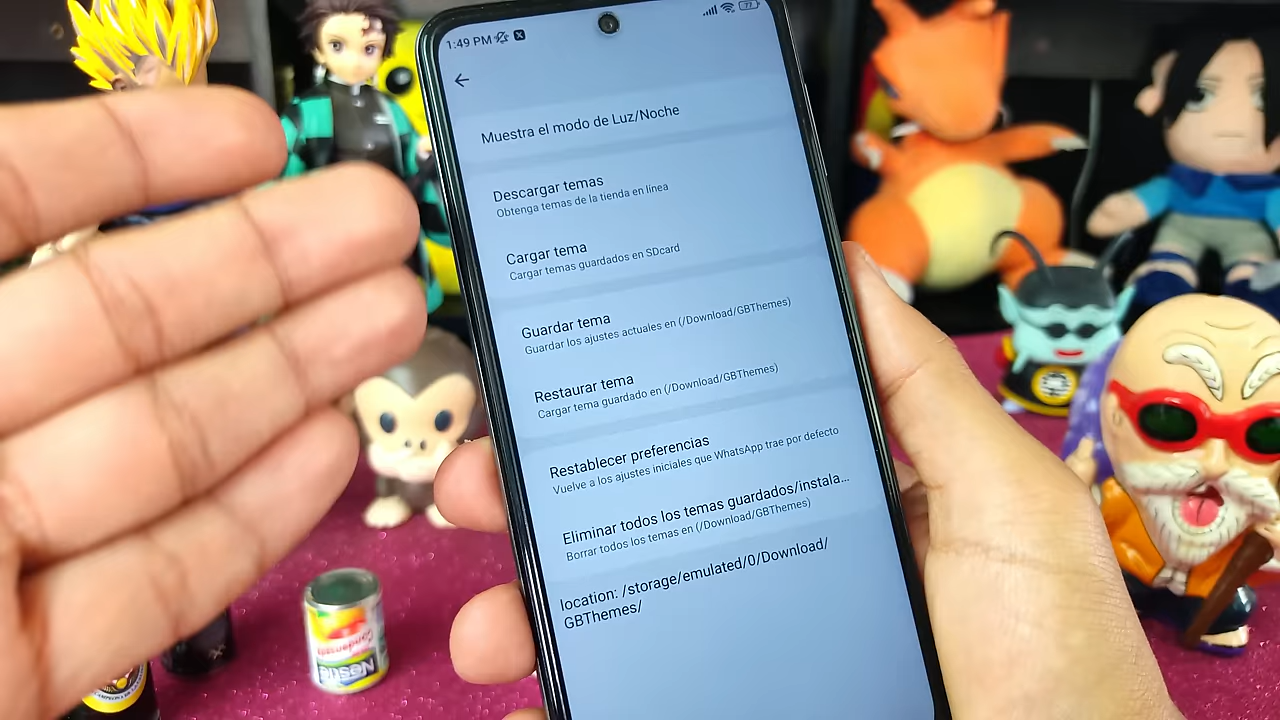 1:49 PM
77
Muestra el modo de Luz/Noche
Descargar temas
Obtenga temas de la tienda en línea
Cargar tema
Cargar temas guardados en SDcard
Guardar tema
Guardar los ajustes actuales en (/Download/GBThemes)
Restaurar tema
Cargar tema guardado en (/Download/GBThemes)
Restablecer preferencias
Vuelve a los ajustes iniciales que WhatsApp trae por defecto
Eliminar todos los temas guardados/instala...
Borrar todos los temas en (/Download/GBThemes)
location: /storage/emulated/0/Download/
GBThemes/
Condensada
Nestlé